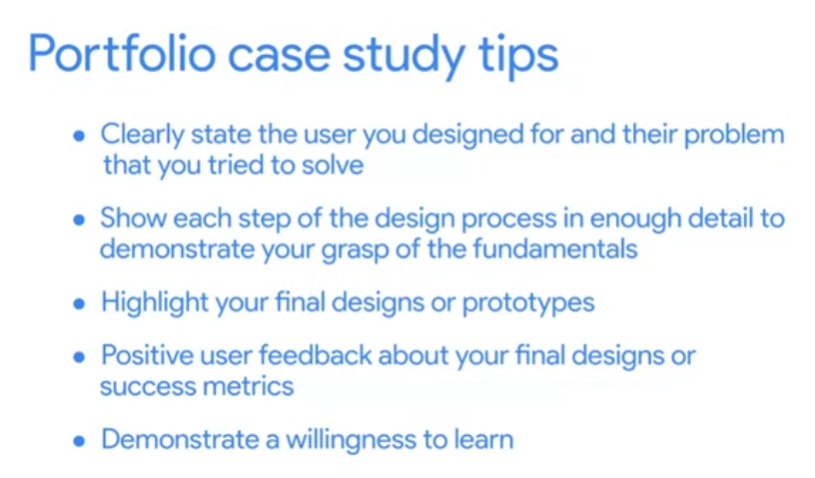 Portfolio case study tips
• Clearly state the user you designed for and their problem
that you tried to solve
• Show each step of the design process in enough detail to
demonstrate your grasp of the fundamentals
• Highlight your final designs or prototypes
• Positive user feedback about your final designs or
success metrics
• Demonstrate a willingness to learn